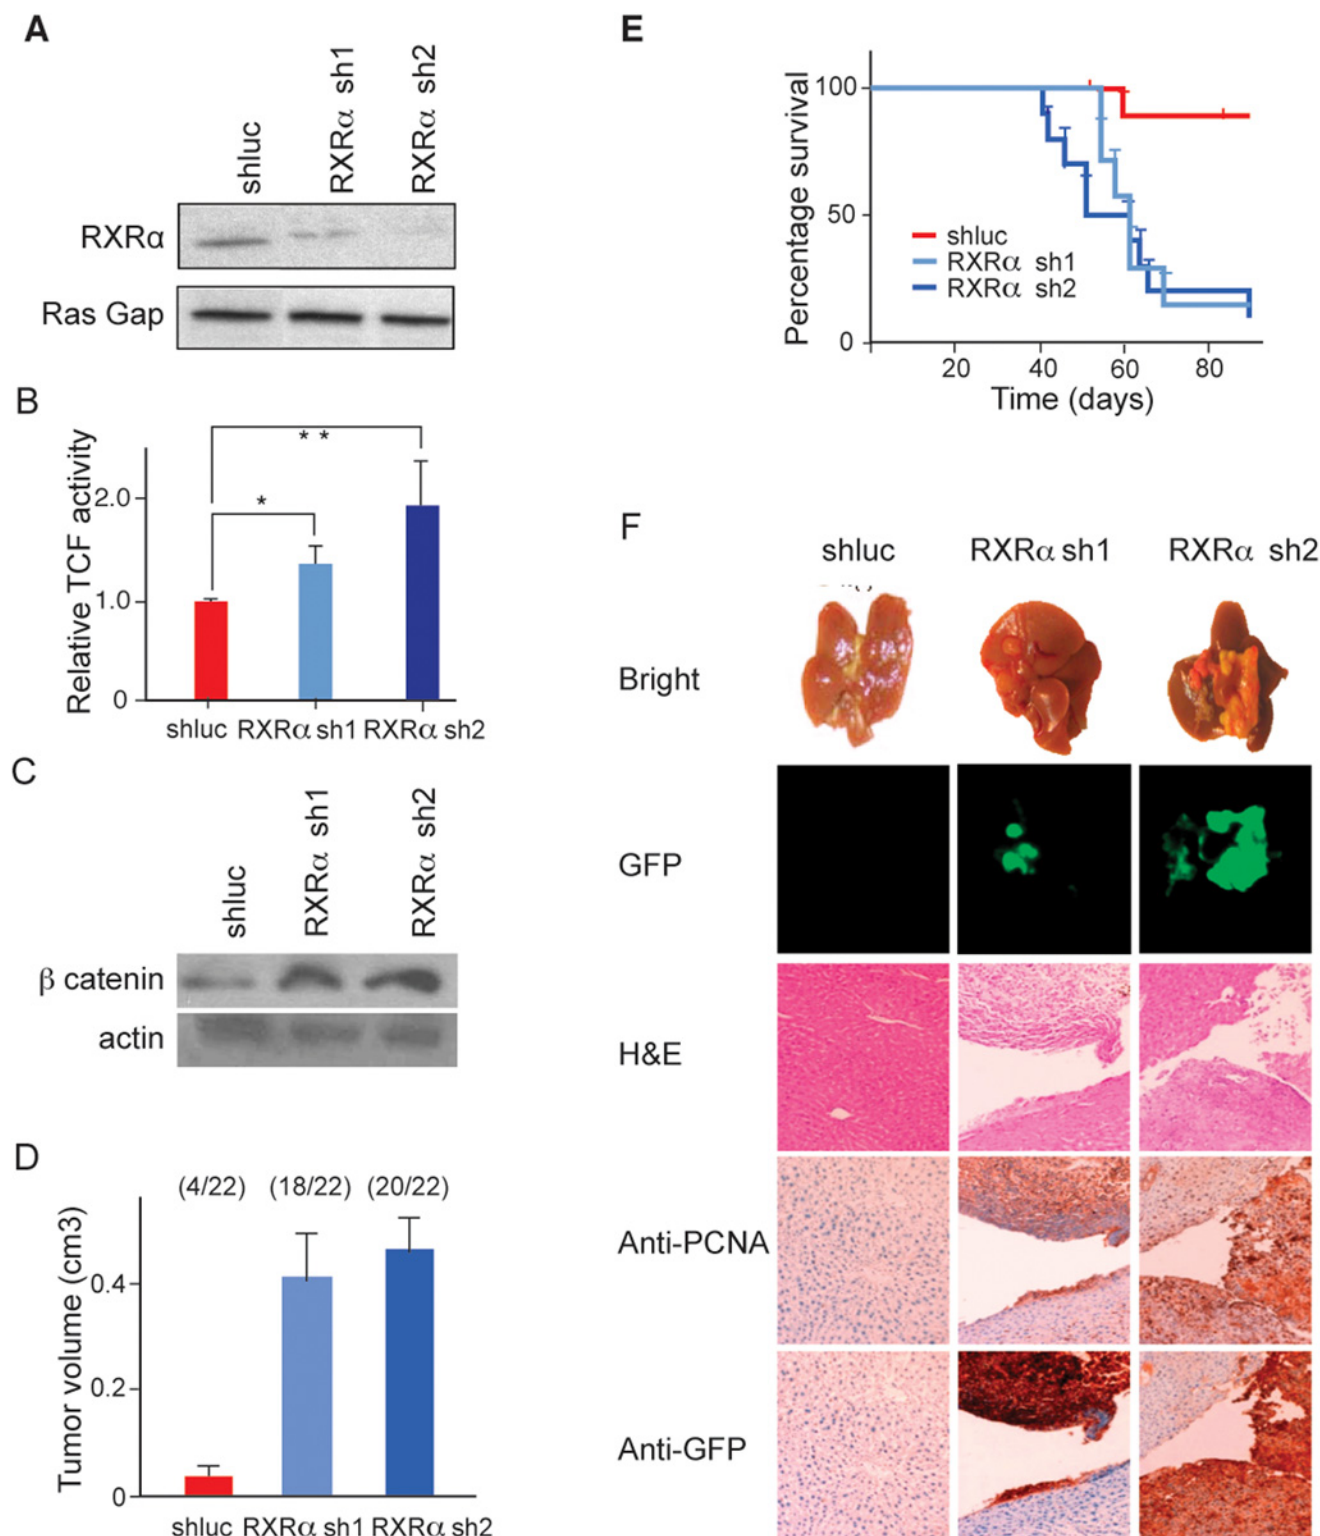 A
shluc
RXRα sh1
RXRα sh2
RXRα
Ras Gap
B
Relative TCF activity
2.0
1.0
0
* *
*
shluc RXRα sh1 RXRα sh2
C
shluc
RXRα sh1
RXRα sh2
β catenin
actin
D
(4/22) (18/22) (20/22)
Tumor volume (cm3)
0.4
0.2
0
shluc RXRα sh1 RXRα sh2
E
Percentage survival
100
50
0
shluc
RXRα sh1
RXRα sh2
20 40 60 80
Time (days)
F
shluc RXRα sh1 RXRα sh2
Bright
GFP
H&E
Anti-PCNA
Anti-GFP